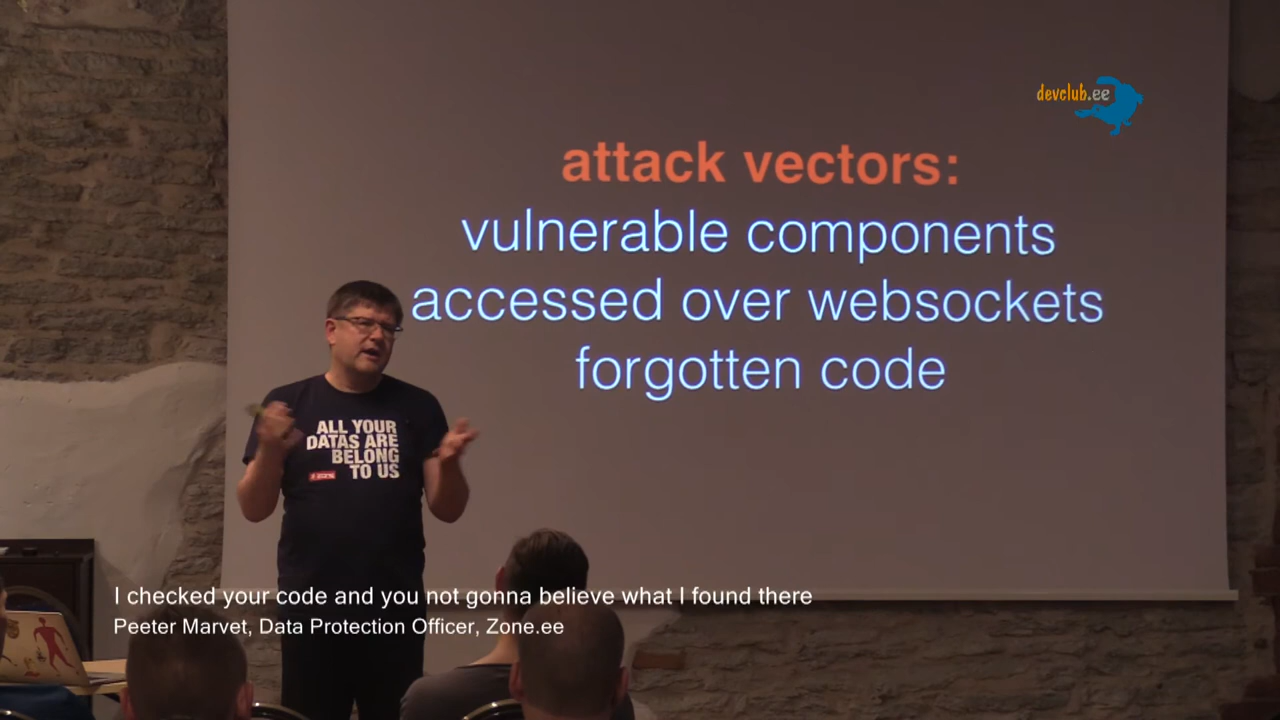 devclub.ee
attack vectors:
vulnerable components
accessed over websockets
forgotten code
ALL YOUR
DATAS ARE
BELONG
TO US
I checked your code and you not gonna believe what I found there
Peeter Marvet, Data Protection Officer, Zone.ee